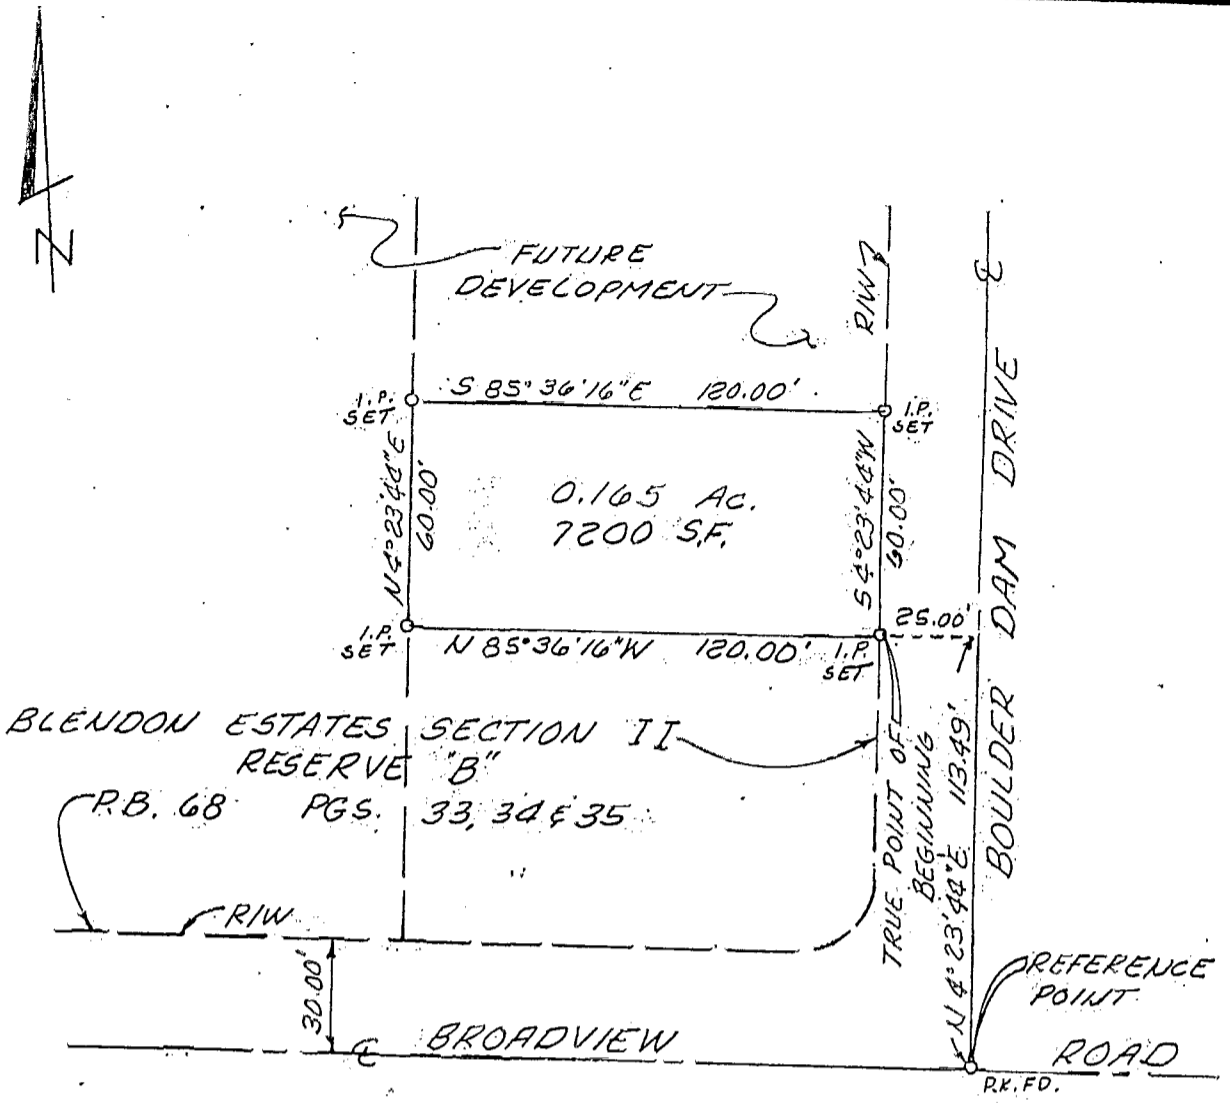 N
FUTURE
DEVELOPMENT
R/W
℄
S 85° 36' 16" E 120.00'
I.P.
SET
I.P.
SET
N 4° 23' 44" E
60.00'
0.165 Ac.
7200 S.F.
S 4° 23' 44" W
60.00'
BOULDER DAM DRIVE
25.00'
I.P.
SET
N 85° 36' 16" W 120.00'
I.P.
SET
BLENDON ESTATES SECTION II
RESERVE "B"
P.B. 68 PGS. 33, 34 & 35
TRUE POINT OF
BEGINNING
N 4° 23' 44" E 113.49'
R/W
30.00'
REFERENCE
POINT
℄ BROADVIEW ROAD
P.K. FD.